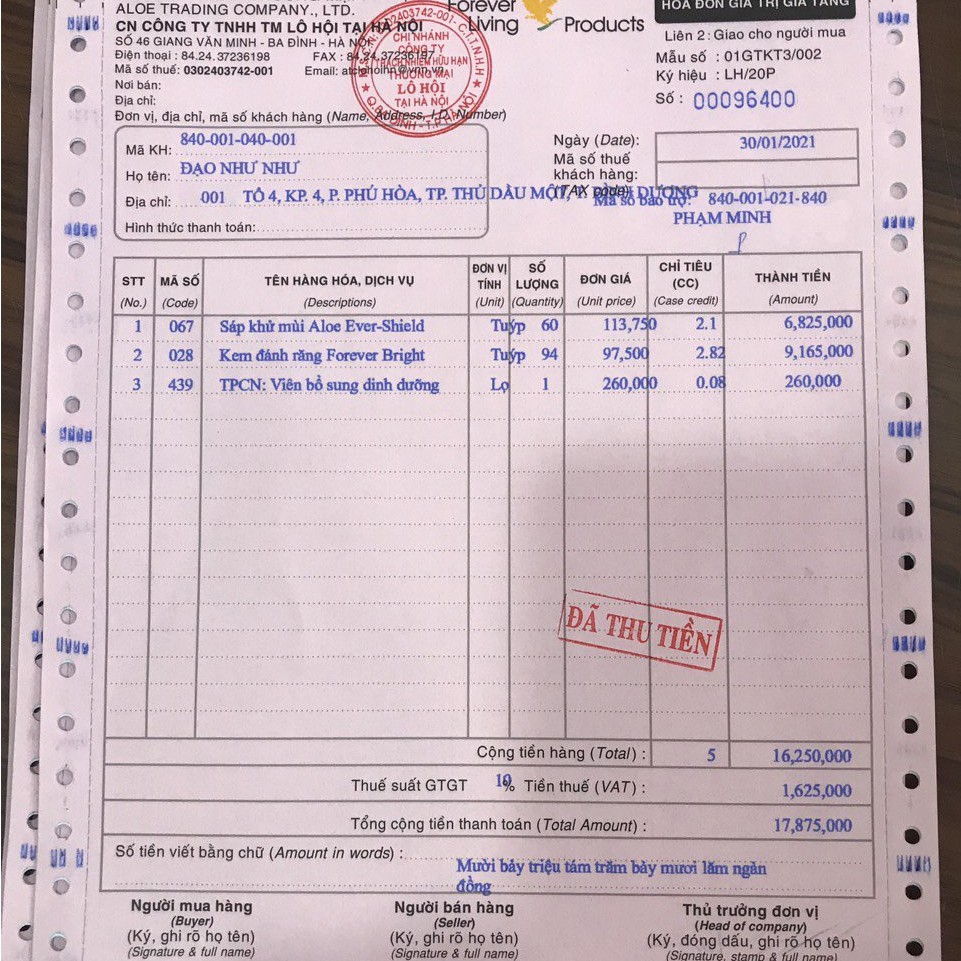 ALOE TRADING COMPANY., LTD.
CN CÔNG TY TNHH TM LÔ HỘI TẠI HÀ NỘI
SỐ 46 GIANG VĂN MINH - BA ĐÌNH - HÀ NỘI
Điện thoại : 84.24.37236198 FAX : 84.24.37236197
Mã số thuế: 0302403742-001 Email:
Nơi bán:
Địa chỉ:
Đơn vị, địa chỉ, mã số khách hàng (Name, Address, I.D. Number)
CHI NHÁNH
CÔNG TY
TRÁCH NHIỆM HỮU HẠN
THƯƠNG MẠI
LÔ HỘI
TẠI HÀ NỘI
Forever
Living
Products
HÓA ĐƠN GIÁ TRỊ GIA TĂNG
Liên 2: Giao cho người mua
Mẫu số : 01GTKT3/002
Ký hiệu : LH/20P
Số : 00096400
Mã KH: 840-001-040-001
Họ tên: ĐẠO NHƯ NHƯ
Địa chỉ: 001 TỔ 4, KP. 4, P. PHÚ HÒA, TP. THỦ DẦU MỘT, T. BÌNH DƯƠNG
Hình thức thanh toán:
Ngày (Date): 30/01/2021
Mã số thuế
khách hàng:
(TAX code)
Mã số bảo trợ: 840-001-021-840
PHẠM MINH
STT (No.) MÃ SỐ (Code) TÊN HÀNG HÓA, DỊCH VỤ (Descriptions) ĐƠN VỊ TÍNH (Unit) SỐ LƯỢNG (Quantity) ĐƠN GIÁ (Unit price) CHỈ TIÊU (CC) (Case credit) THÀNH TIỀN (Amount)
1 067 Sáp khử mùi Aloe Ever-Shield Tuýp 60 113,750 2.1 6,825,000
2 028 Kem đánh răng Forever Bright Tuýp 94 97,500 2.82 9,165,000
3 439 TPCN: Viên bổ sung dinh dưỡng Lọ 1 260,000 0.08 260,000
ĐÃ THU TIỀN
Cộng tiền hàng (Total) : 5 16,250,000
Thuế suất GTGT 10% Tiền thuế (VAT) : 1,625,000
Tổng cộng tiền thanh toán (Total Amount) : 17,875,000
Số tiền viết bằng chữ (Amount in words) :
Mười bảy triệu tám trăm bảy mươi lăm ngàn
đồng
Người mua hàng Người bán hàng Thủ trưởng đơn vị
(Buyer) (Seller) (Head of company)
(Ký, ghi rõ họ tên) (Ký, ghi rõ họ tên) (Ký, đóng dấu, ghi rõ họ tên)
(Signature & full name) (Signature & full name) (Signature, stamp & full name)